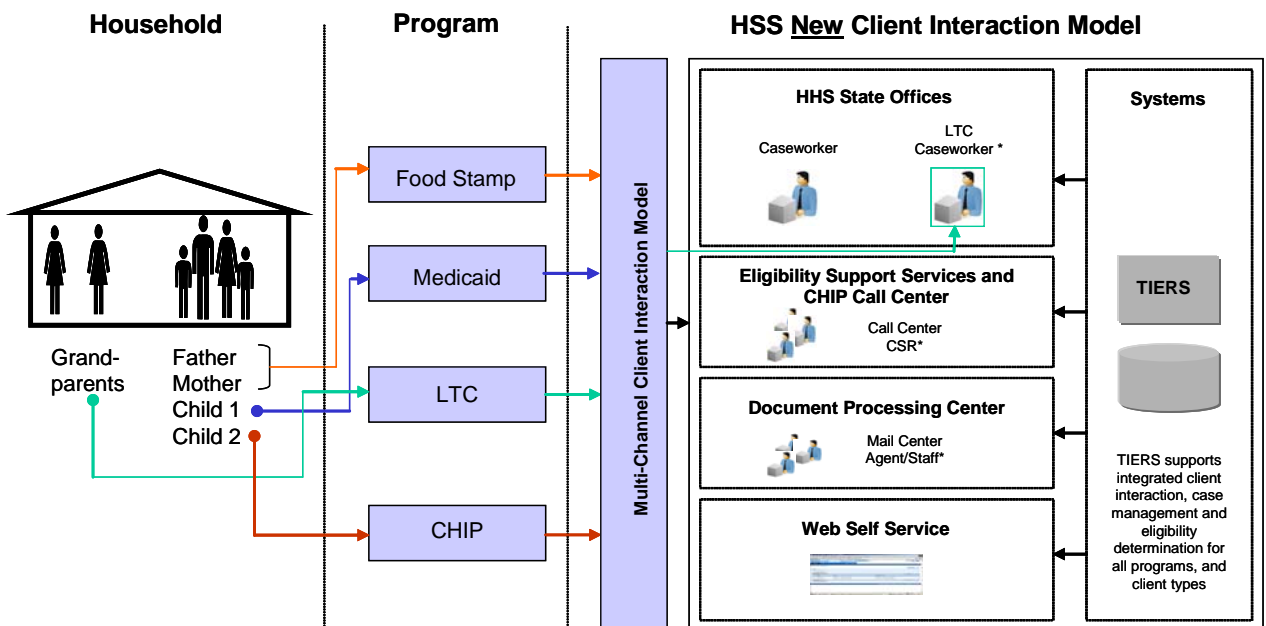 Household
Program
HSS New Client Interaction Model
Grand-
parents
Father
Mother
Child 1
Child 2
Food Stamp
Medicaid
LTC
CHIP
Multi-Channel Client Interaction Model
HHS State Offices
Caseworker
LTC
Caseworker *
Eligibility Support Services and
CHIP Call Center
Call Center
CSR*
Document Processing Center
Mail Center
Agent/Staff*
Web Self Service
Systems
TIERS
TIERS supports
integrated client
interaction, case
management and
eligibility
determination for
all programs, and
client types